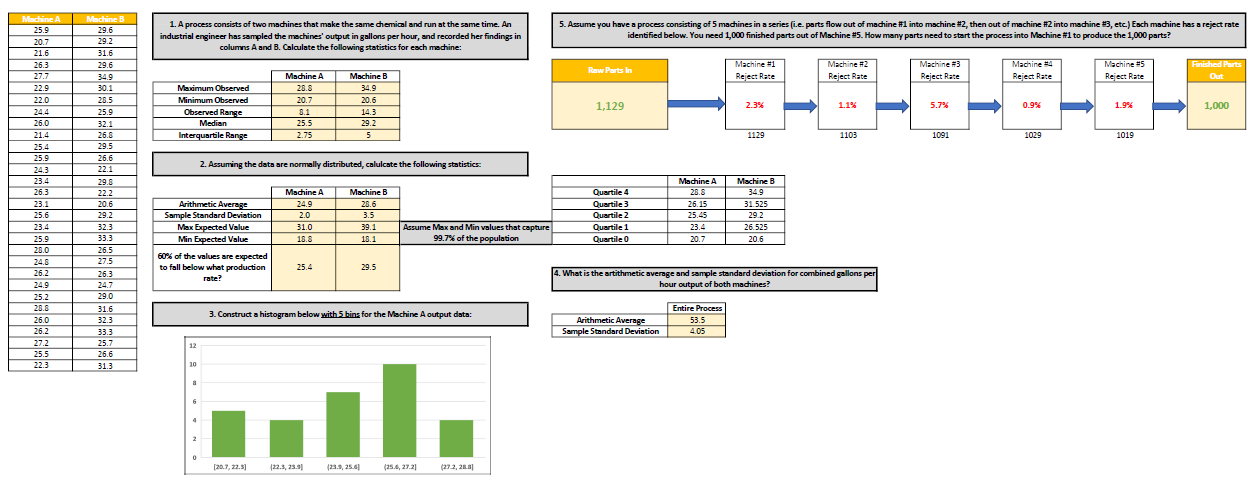 Machine A Machine B
25.9 29.6
20.7 29.2
21.6 31.6
26.3 29.6
27.7 34.9
22.9 30.1
22.0 28.5
24.4 25.9
26.0 32.1
21.4 26.8
25.4 29.5
25.9 26.6
24.3 22.1
23.4 29.8
26.3 22.2
23.1 20.6
25.6 29.2
23.4 32.3
25.9 33.3
28.0 26.5
24.8 27.5
26.2 26.3
24.9 24.7
25.2 29.0
28.8 31.6
26.0 32.3
26.2 33.3
27.2 25.7
25.5 26.6
22.3 31.3
1. A process consists of two machines that make the same chemical and run at the same time. An
industrial engineer has sampled the machines' output in gallons per hour, and recorded her findings in
columns A and B. Calculate the following statistics for each machine:
Machine A Machine B
Maximum Observed 28.8 34.9
Minimum Observed 20.7 20.6
Observed Range 8.1 14.3
Median 25.5 29.2
Interquartile Range 2.75 5
2. Assuming the data are normally distributed, calulcate the following statistics:
Machine A Machine B
Arithmetic Average 24.9 28.6
Sample Standard Deviation 2.0 3.5
Max Expected Value 31.0 39.1
Min Expected Value 18.8 18.1
Assume Max and Min values that capture
99.7% of the population
60% of the values are expected
to fall below what production
rate?
25.4 29.5
3. Construct a histogram below with 5 bins for the Machine A output data:
12
10
8
6
4
2
0
[20.7, 22.3] (22.3, 23.9] (23.9, 25.6] (25.6, 27.2] (27.2, 28.8]
5. Assume you have a process consisting of 5 machines in a series (i.e. parts flow out of machine #1 into machine #2, then out of machine #2 into machine #3, etc.) Each machine has a reject rate
identified below. You need 1,000 finished parts out of Machine #5. How many parts need to start the process into Machine #1 to produce the 1,000 parts?
Raw Parts In
1,129
Machine #1
Reject Rate
2.3%
1129
Machine #2
Reject Rate
1.1%
1103
Machine #3
Reject Rate
5.7%
1091
Machine #4
Reject Rate
0.9%
1029
Machine #5
Reject Rate
1.9%
1019
Finished Parts
Out
1,000
Machine A Machine B
Quartile 4 28.8 34.9
Quartile 3 26.15 31.525
Quartile 2 25.45 29.2
Quartile 1 23.4 26.525
Quartile 0 20.7 20.6
4. What is the artithmetic average and sample standard deviation for combined gallons per
hour output of both machines?
Entire Process
Arithmetic Average 53.5
Sample Standard Deviation 4.05